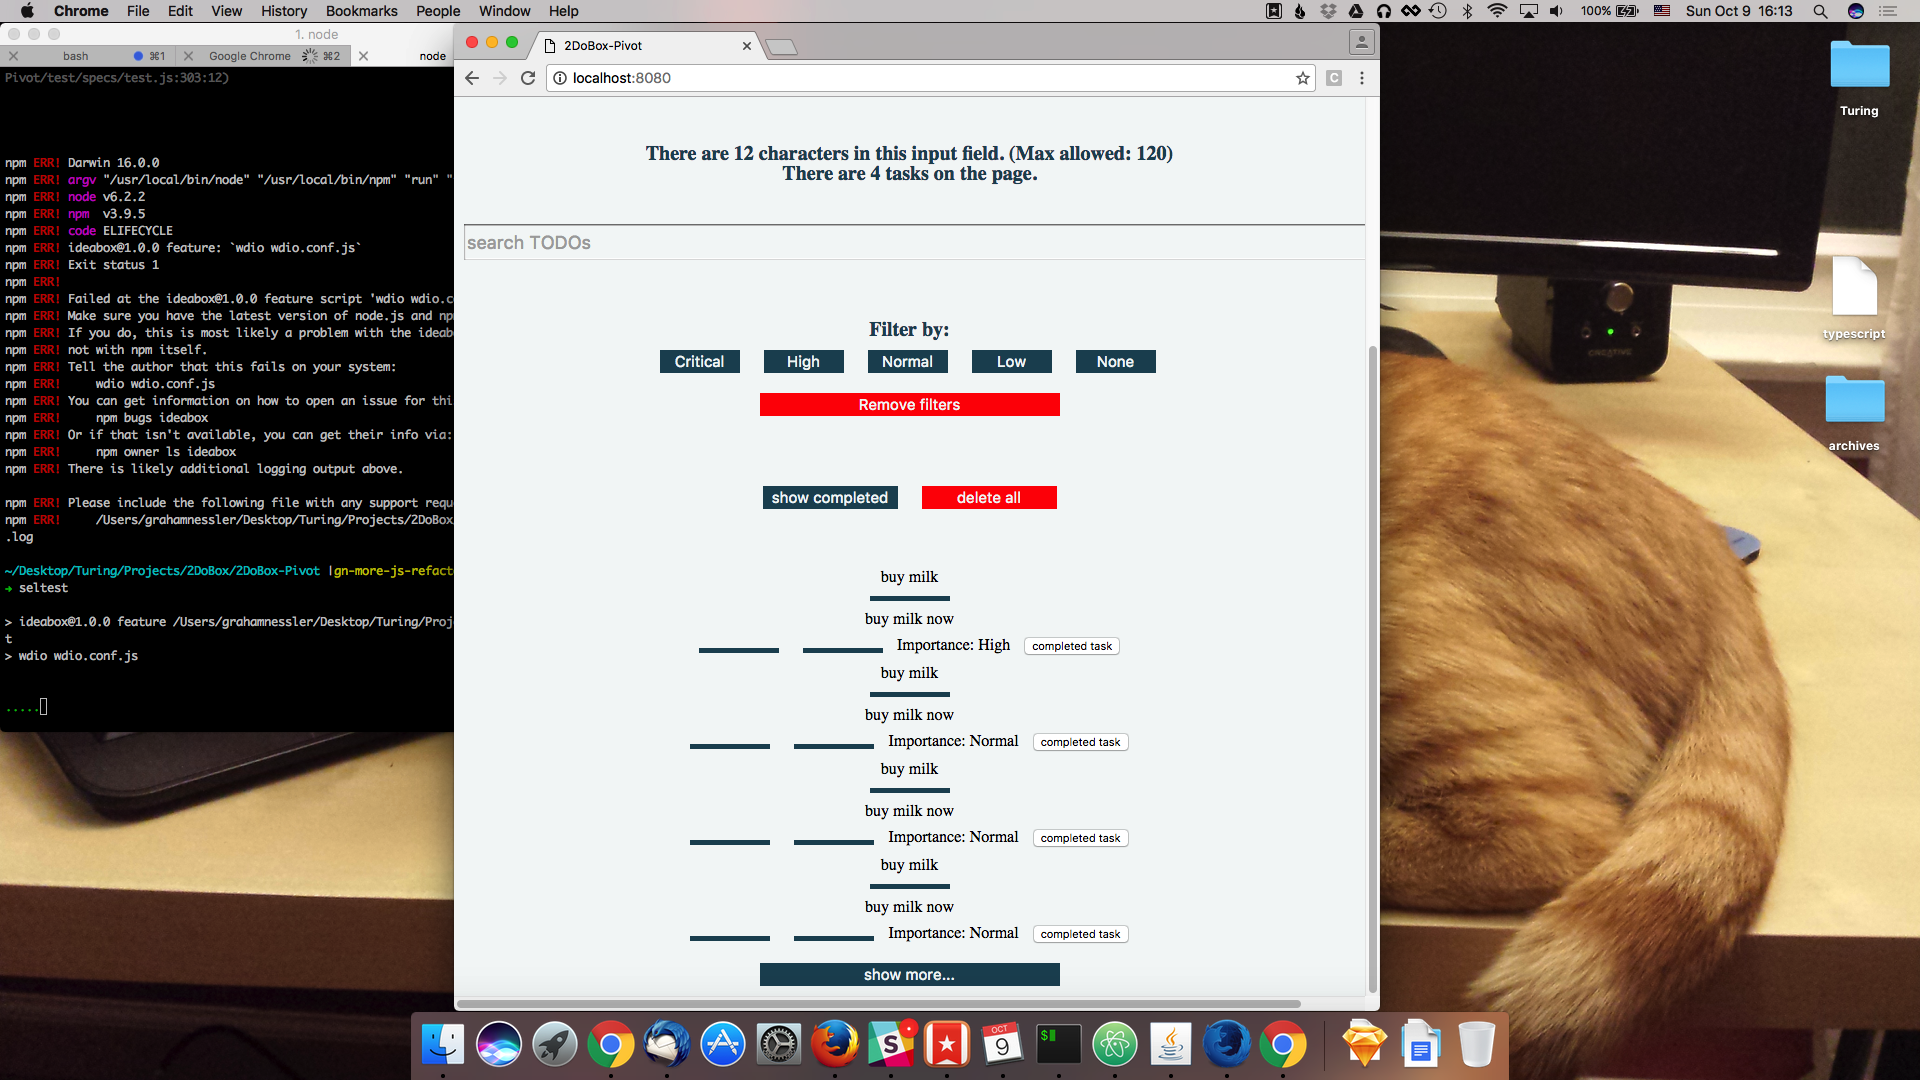 Chrome File Edit View History Bookmarks People Window Help 100% Sun Oct 9 16:13
1. node
bash ⌘1 Google Chrome ⌘2 node
Pivot/test/specs/test.js:303:12)
npm ERR! Darwin 16.0.0
npm ERR! argv "/usr/local/bin/node" "/usr/local/bin/npm" "run" "
npm ERR! node v6.2.2
npm ERR! npm  v3.9.5
npm ERR! code ELIFECYCLE
npm ERR! ideabox@1.0.0 feature: `wdio wdio.conf.js`
npm ERR! Exit status 1
npm ERR!
npm ERR! Failed at the ideabox@1.0.0 feature script 'wdio wdio.c
npm ERR! Make sure you have the latest version of node.js and np
npm ERR! If you do, this is most likely a problem with the ideab
npm ERR! not with npm itself.
npm ERR! Tell the author that this fails on your system:
npm ERR!     wdio wdio.conf.js
npm ERR! You can get information on how to open an issue for thi
npm ERR!     npm bugs ideabox
npm ERR! Or if that isn't available, you can get their info via:
npm ERR!     npm owner ls ideabox
npm ERR! There is likely additional logging output above.
npm ERR! Please include the following file with any support requ
npm ERR!     /Users/grahamnessler/Desktop/Turing/Projects/2DoBox/
.log
~/Desktop/Turing/Projects/2DoBox/2DoBox-Pivot |gn-more-js-refact
→ seltest
> ideabox@1.0.0 feature /Users/grahamnessler/Desktop/Turing/Proj
t
> wdio wdio.conf.js
.....
2DoBox-Pivot
localhost:8080
C
There are 12 characters in this input field. (Max allowed: 120)
There are 4 tasks on the page.
search TODOs
Filter by:
Critical High Normal Low None
Remove filters
show completed delete all
buy milk
buy milk now
Importance: High completed task
buy milk
buy milk now
Importance: Normal completed task
buy milk
buy milk now
Importance: Normal completed task
buy milk
buy milk now
Importance: Normal completed task
show more...
Turing
typescript
archives
CREATIVE
S
OCT
9
$